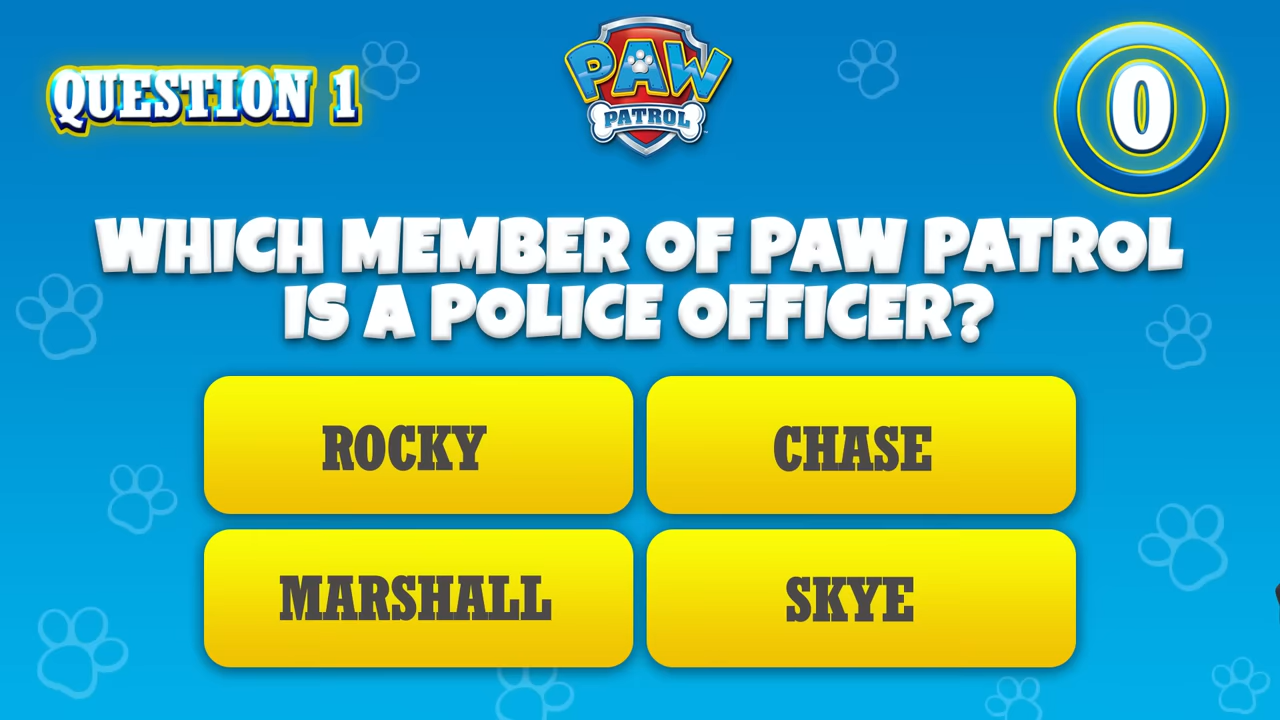 QUESTION 1
PAW
PATROL
0
WHICH MEMBER OF PAW PATROL
IS A POLICE OFFICER?
ROCKY
CHASE
MARSHALL
SKYE